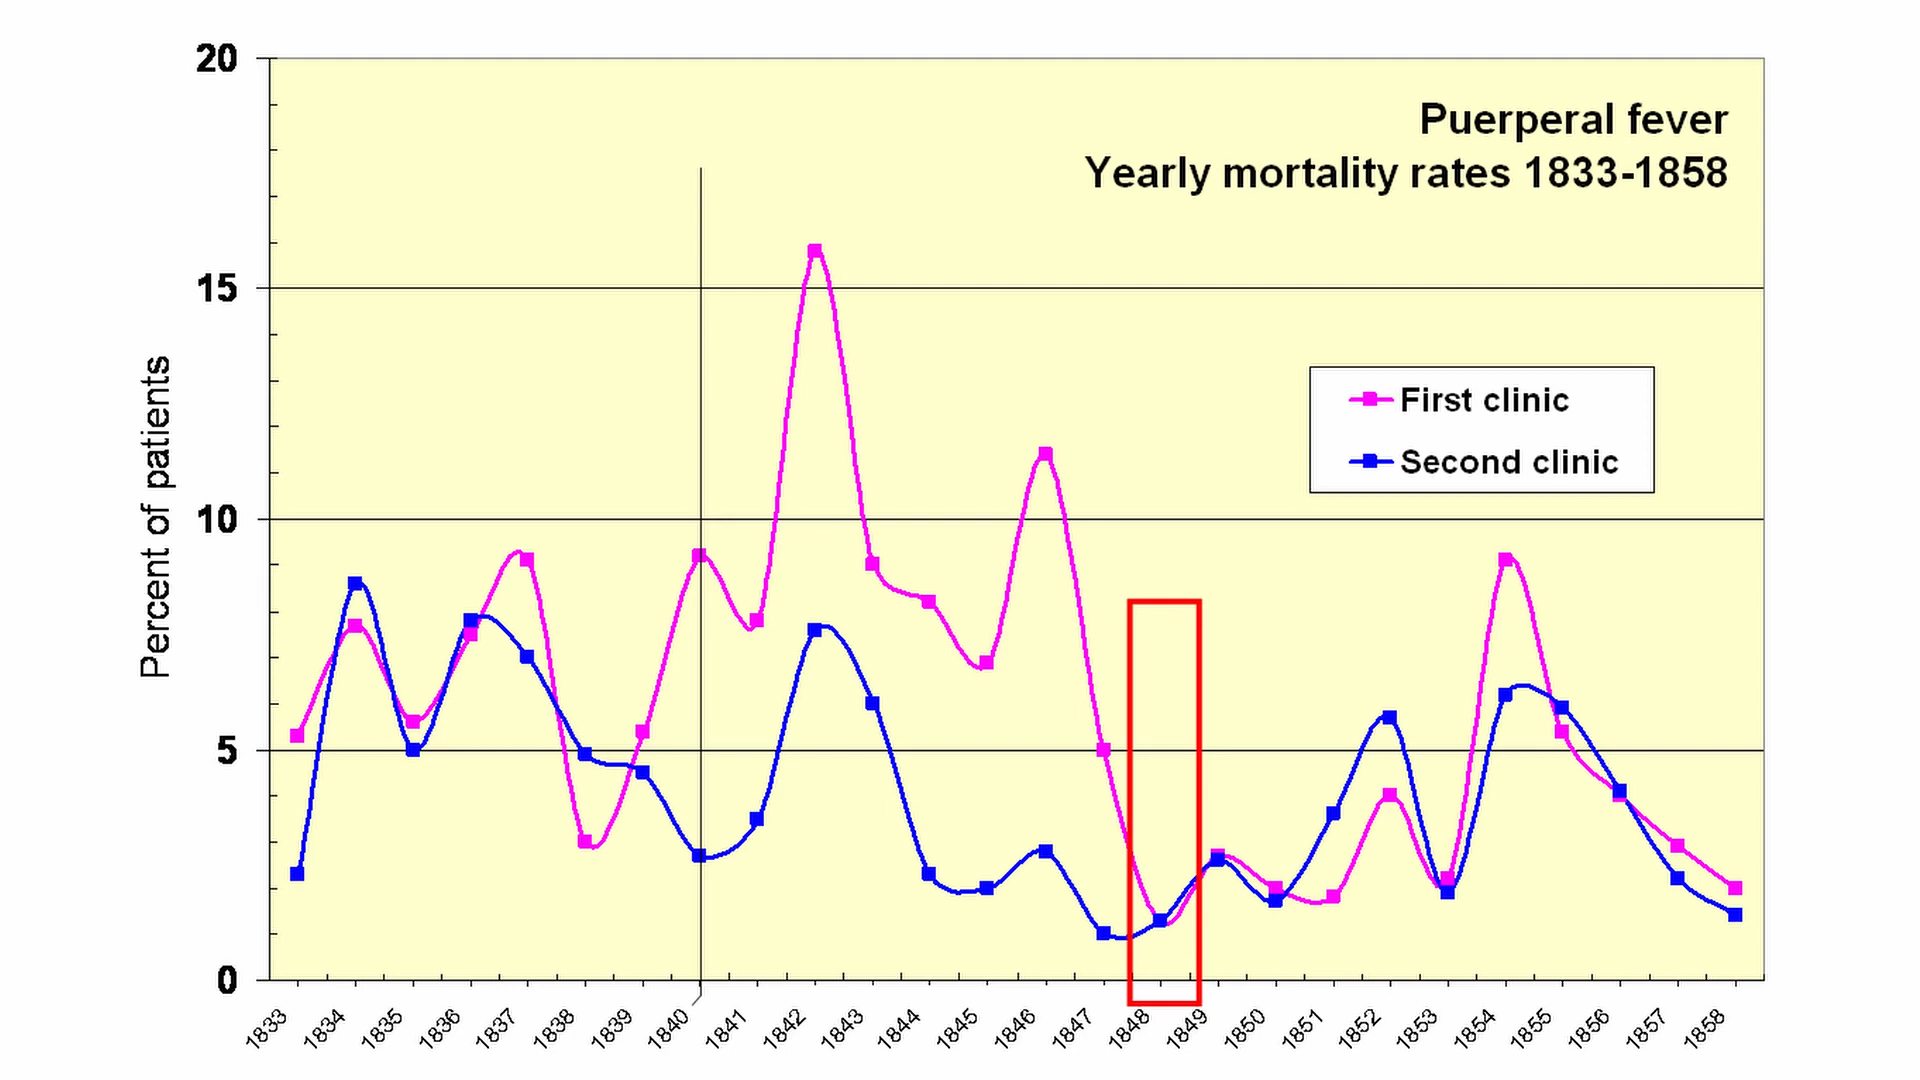 20
Puerperal fever
Yearly mortality rates 1833-1858
15
First clinic
Second clinic
10
Percent of patients
5
0
1833 1834 1835 1836 1837 1838 1839 1840 1841 1842 1843 1844 1845 1846 1847 1848 1849 1850 1851 1852 1853 1854 1855 1856 1857 1858